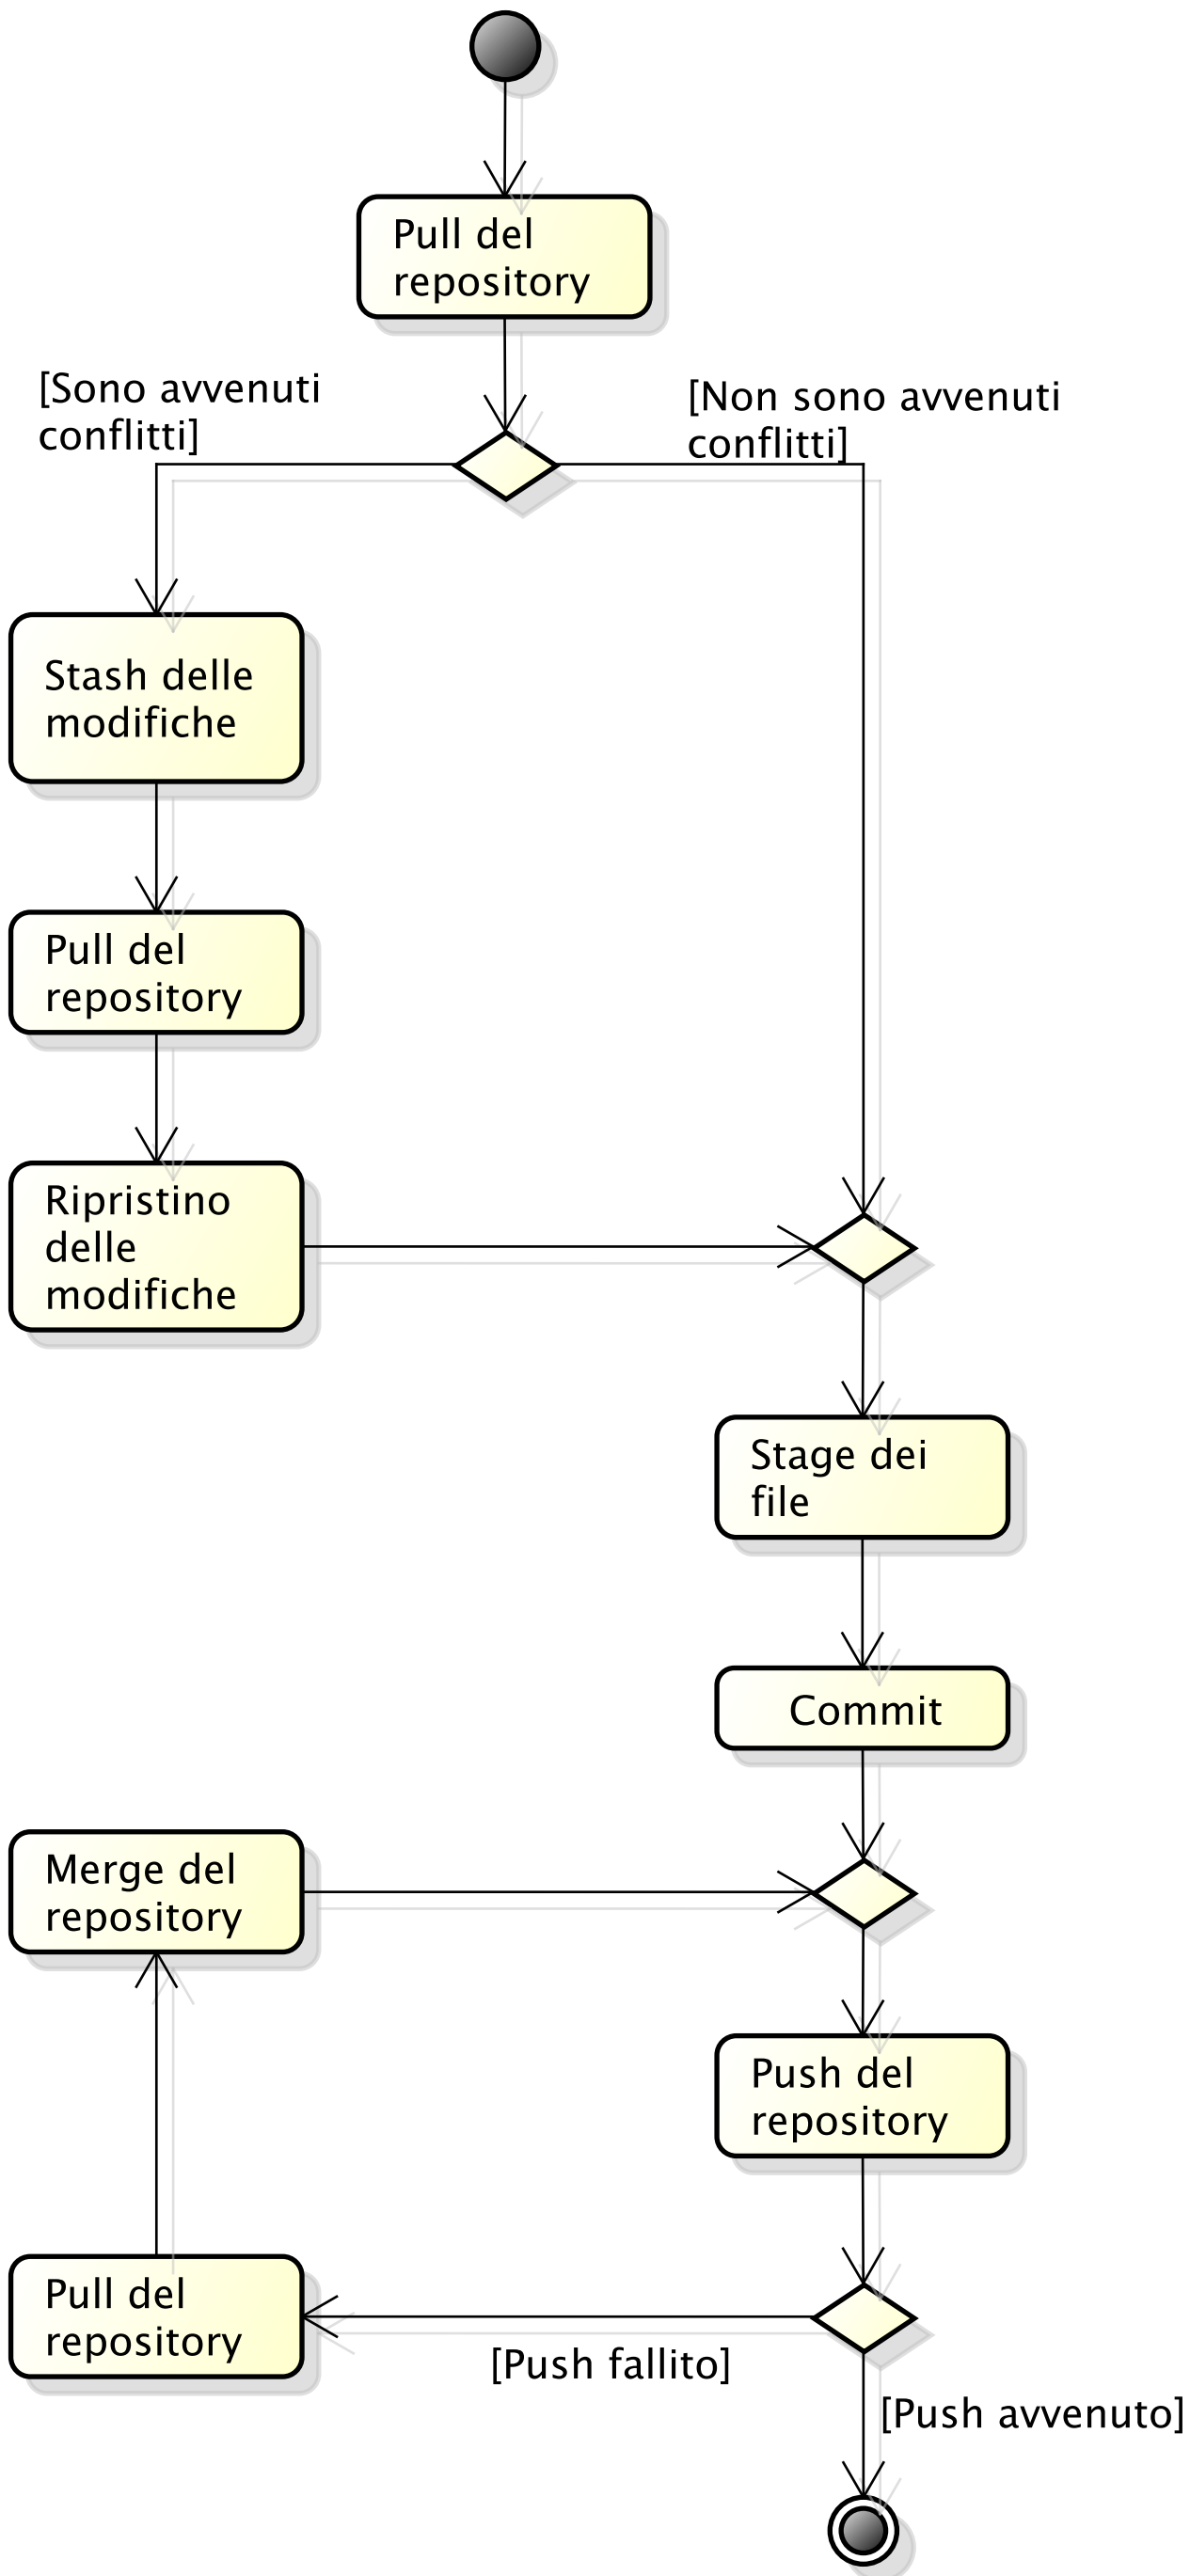 Pull del
repository
[Sono avvenuti
conflitti]
[Non sono avvenuti
conflitti]
Stash delle
modifiche
Pull del
repository
Ripristino
delle
modifiche
Stage dei
file
Commit
Merge del
repository
Push del
repository
Pull del
repository
[Push fallito]
[Push avvenuto]